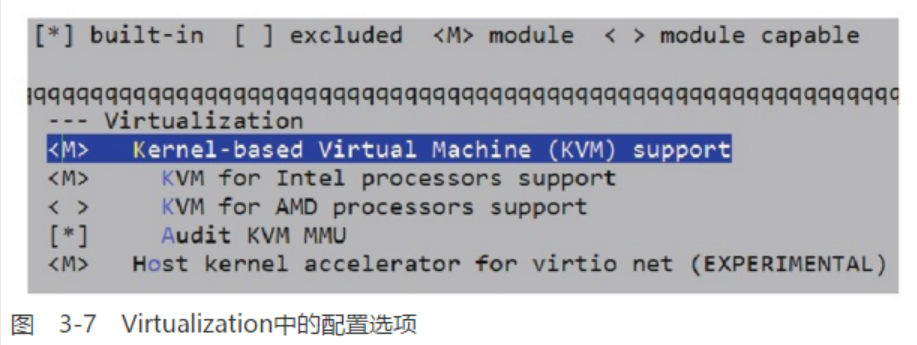 [*] built-in  [ ] excluded  <M> module  < > module capable
qqqqqqqqqqqqqqqqqqqqqqqqqqqqqqqqqqqqqqqqqqqqqqqqqqqqqqqqqqqqq
--- Virtualization
<M>   Kernel-based Virtual Machine (KVM) support
<M>     KVM for Intel processors support
< >     KVM for AMD processors support
[*]     Audit KVM MMU
<M>   Host kernel accelerator for virtio net (EXPERIMENTAL)
图 3-7 Virtualization中的配置选项